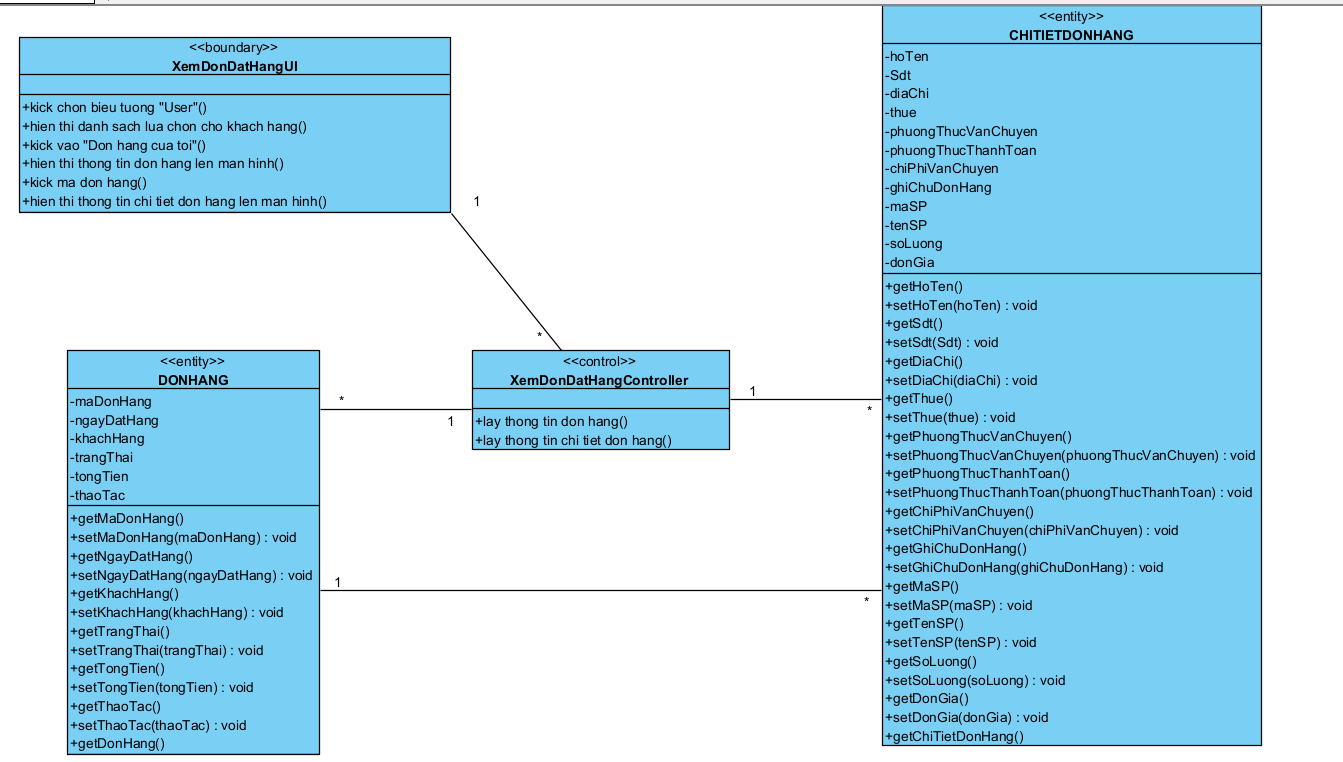 <<boundary>>
XemDonDatHangUI
+kick chon bieu tuong "User"()
+hien thi danh sach lua chon cho khach hang()
+kick vao "Don hang cua toi"()
+hien thi thong tin don hang len man hinh()
+kick ma don hang()
+hien thi thong tin chi tiet don hang len man hinh()
1
*
<<control>>
XemDonDatHangController
+lay thong tin don hang()
+lay thong tin chi tiet don hang()
*
1
1
*
<<entity>>
DONHANG
-maDonHang
-ngayDatHang
-khachHang
-trangThai
-tongTien
-thaoTac
+getMaDonHang()
+setMaDonHang(maDonHang) : void
+getNgayDatHang()
+setNgayDatHang(ngayDatHang) : void
+getKhachHang()
+setKhachHang(khachHang) : void
+getTrangThai()
+setTrangThai(trangThai) : void
+getTongTien()
+setTongTien(tongTien) : void
+getThaoTac()
+setThaoTac(thaoTac) : void
+getDonHang()
1
*
<<entity>>
CHITIETDONHANG
-hoTen
-Sdt
-diaChi
-thue
-phuongThucVanChuyen
-phuongThucThanhToan
-chiPhiVanChuyen
-ghiChuDonHang
-maSP
-tenSP
-soLuong
-donGia
+getHoTen()
+setHoTen(hoTen) : void
+getSdt()
+setSdt(Sdt) : void
+getDiaChi()
+setDiaChi(diaChi) : void
+getThue()
+setThue(thue) : void
+getPhuongThucVanChuyen()
+setPhuongThucVanChuyen(phuongThucVanChuyen) : void
+getPhuongThucThanhToan()
+setPhuongThucThanhToan(phuongThucThanhToan) : void
+getChiPhiVanChuyen()
+setChiPhiVanChuyen(chiPhiVanChuyen) : void
+getGhiChuDonHang()
+setGhiChuDonHang(ghiChuDonHang) : void
+getMaSP()
+setMaSP(maSP) : void
+getTenSP()
+setTenSP(tenSP) : void
+getSoLuong()
+setSoLuong(soLuong) : void
+getDonGia()
+setDonGia(donGia) : void
+getChiTietDonHang()